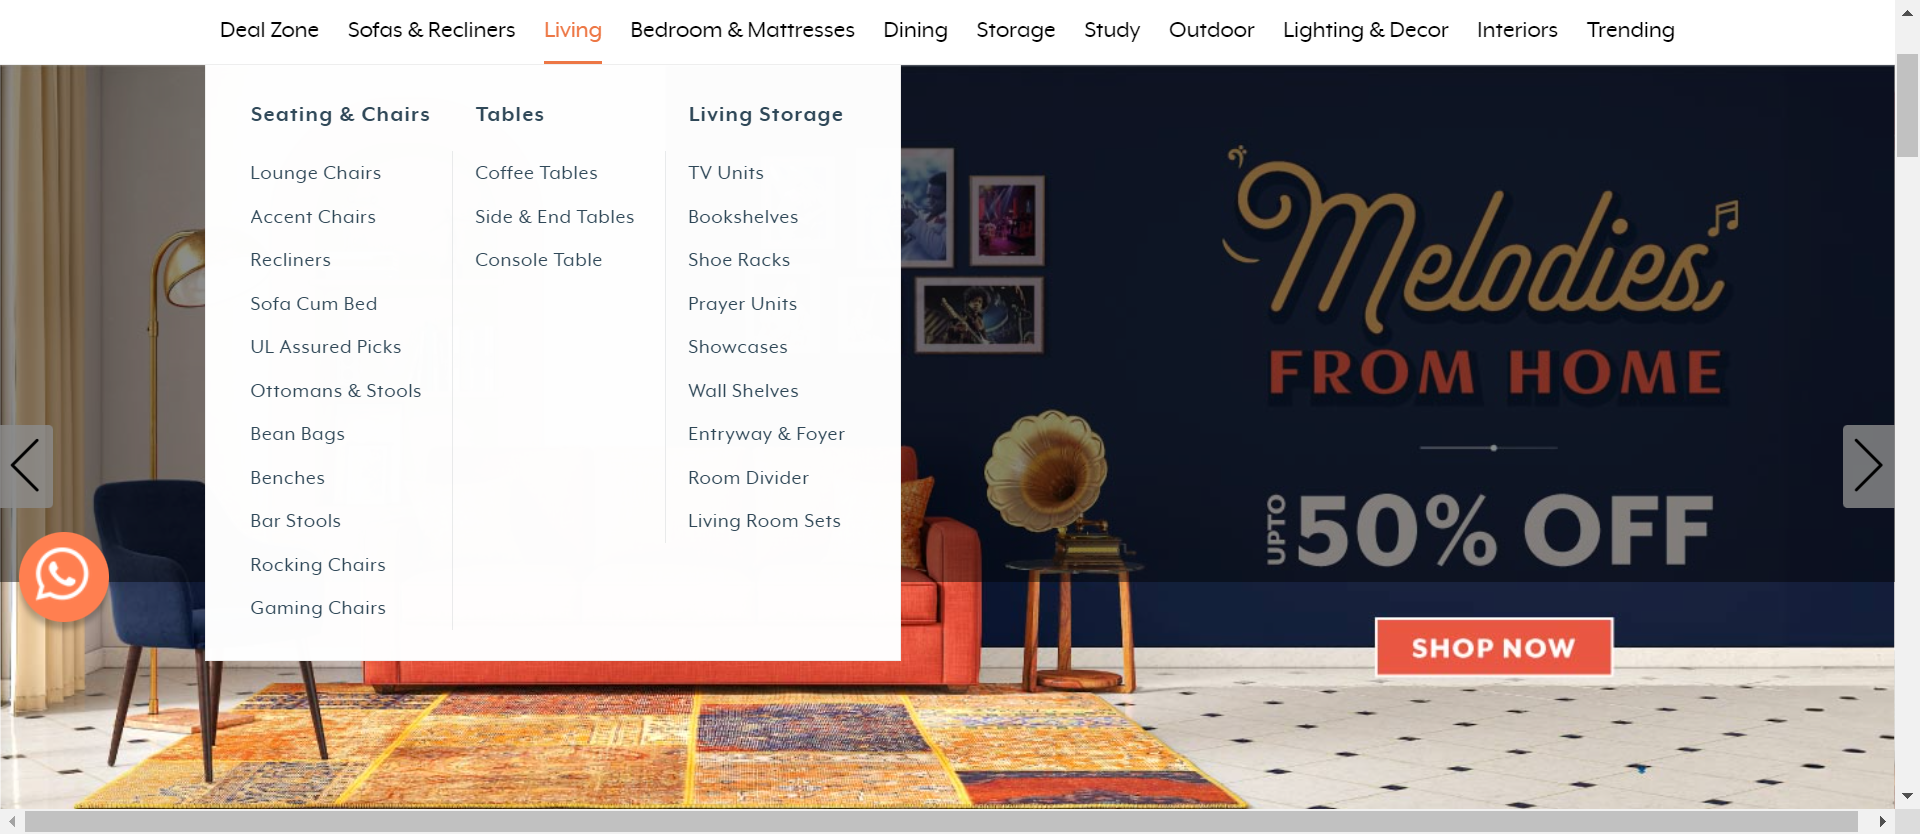 Deal Zone Sofas & Recliners Living Bedroom & Mattresses Dining Storage Study Outdoor Lighting & Decor Interiors Trending
Seating & Chairs
Lounge Chairs
Accent Chairs
Recliners
Sofa Cum Bed
UL Assured Picks
Ottomans & Stools
Bean Bags
Benches
Bar Stools
Rocking Chairs
Gaming Chairs
Tables
Coffee Tables
Side & End Tables
Console Table
Living Storage
TV Units
Bookshelves
Shoe Racks
Prayer Units
Showcases
Wall Shelves
Entryway & Foyer
Room Divider
Living Room Sets
Melodies
FROM HOME
UPTO 50% OFF
SHOP NOW